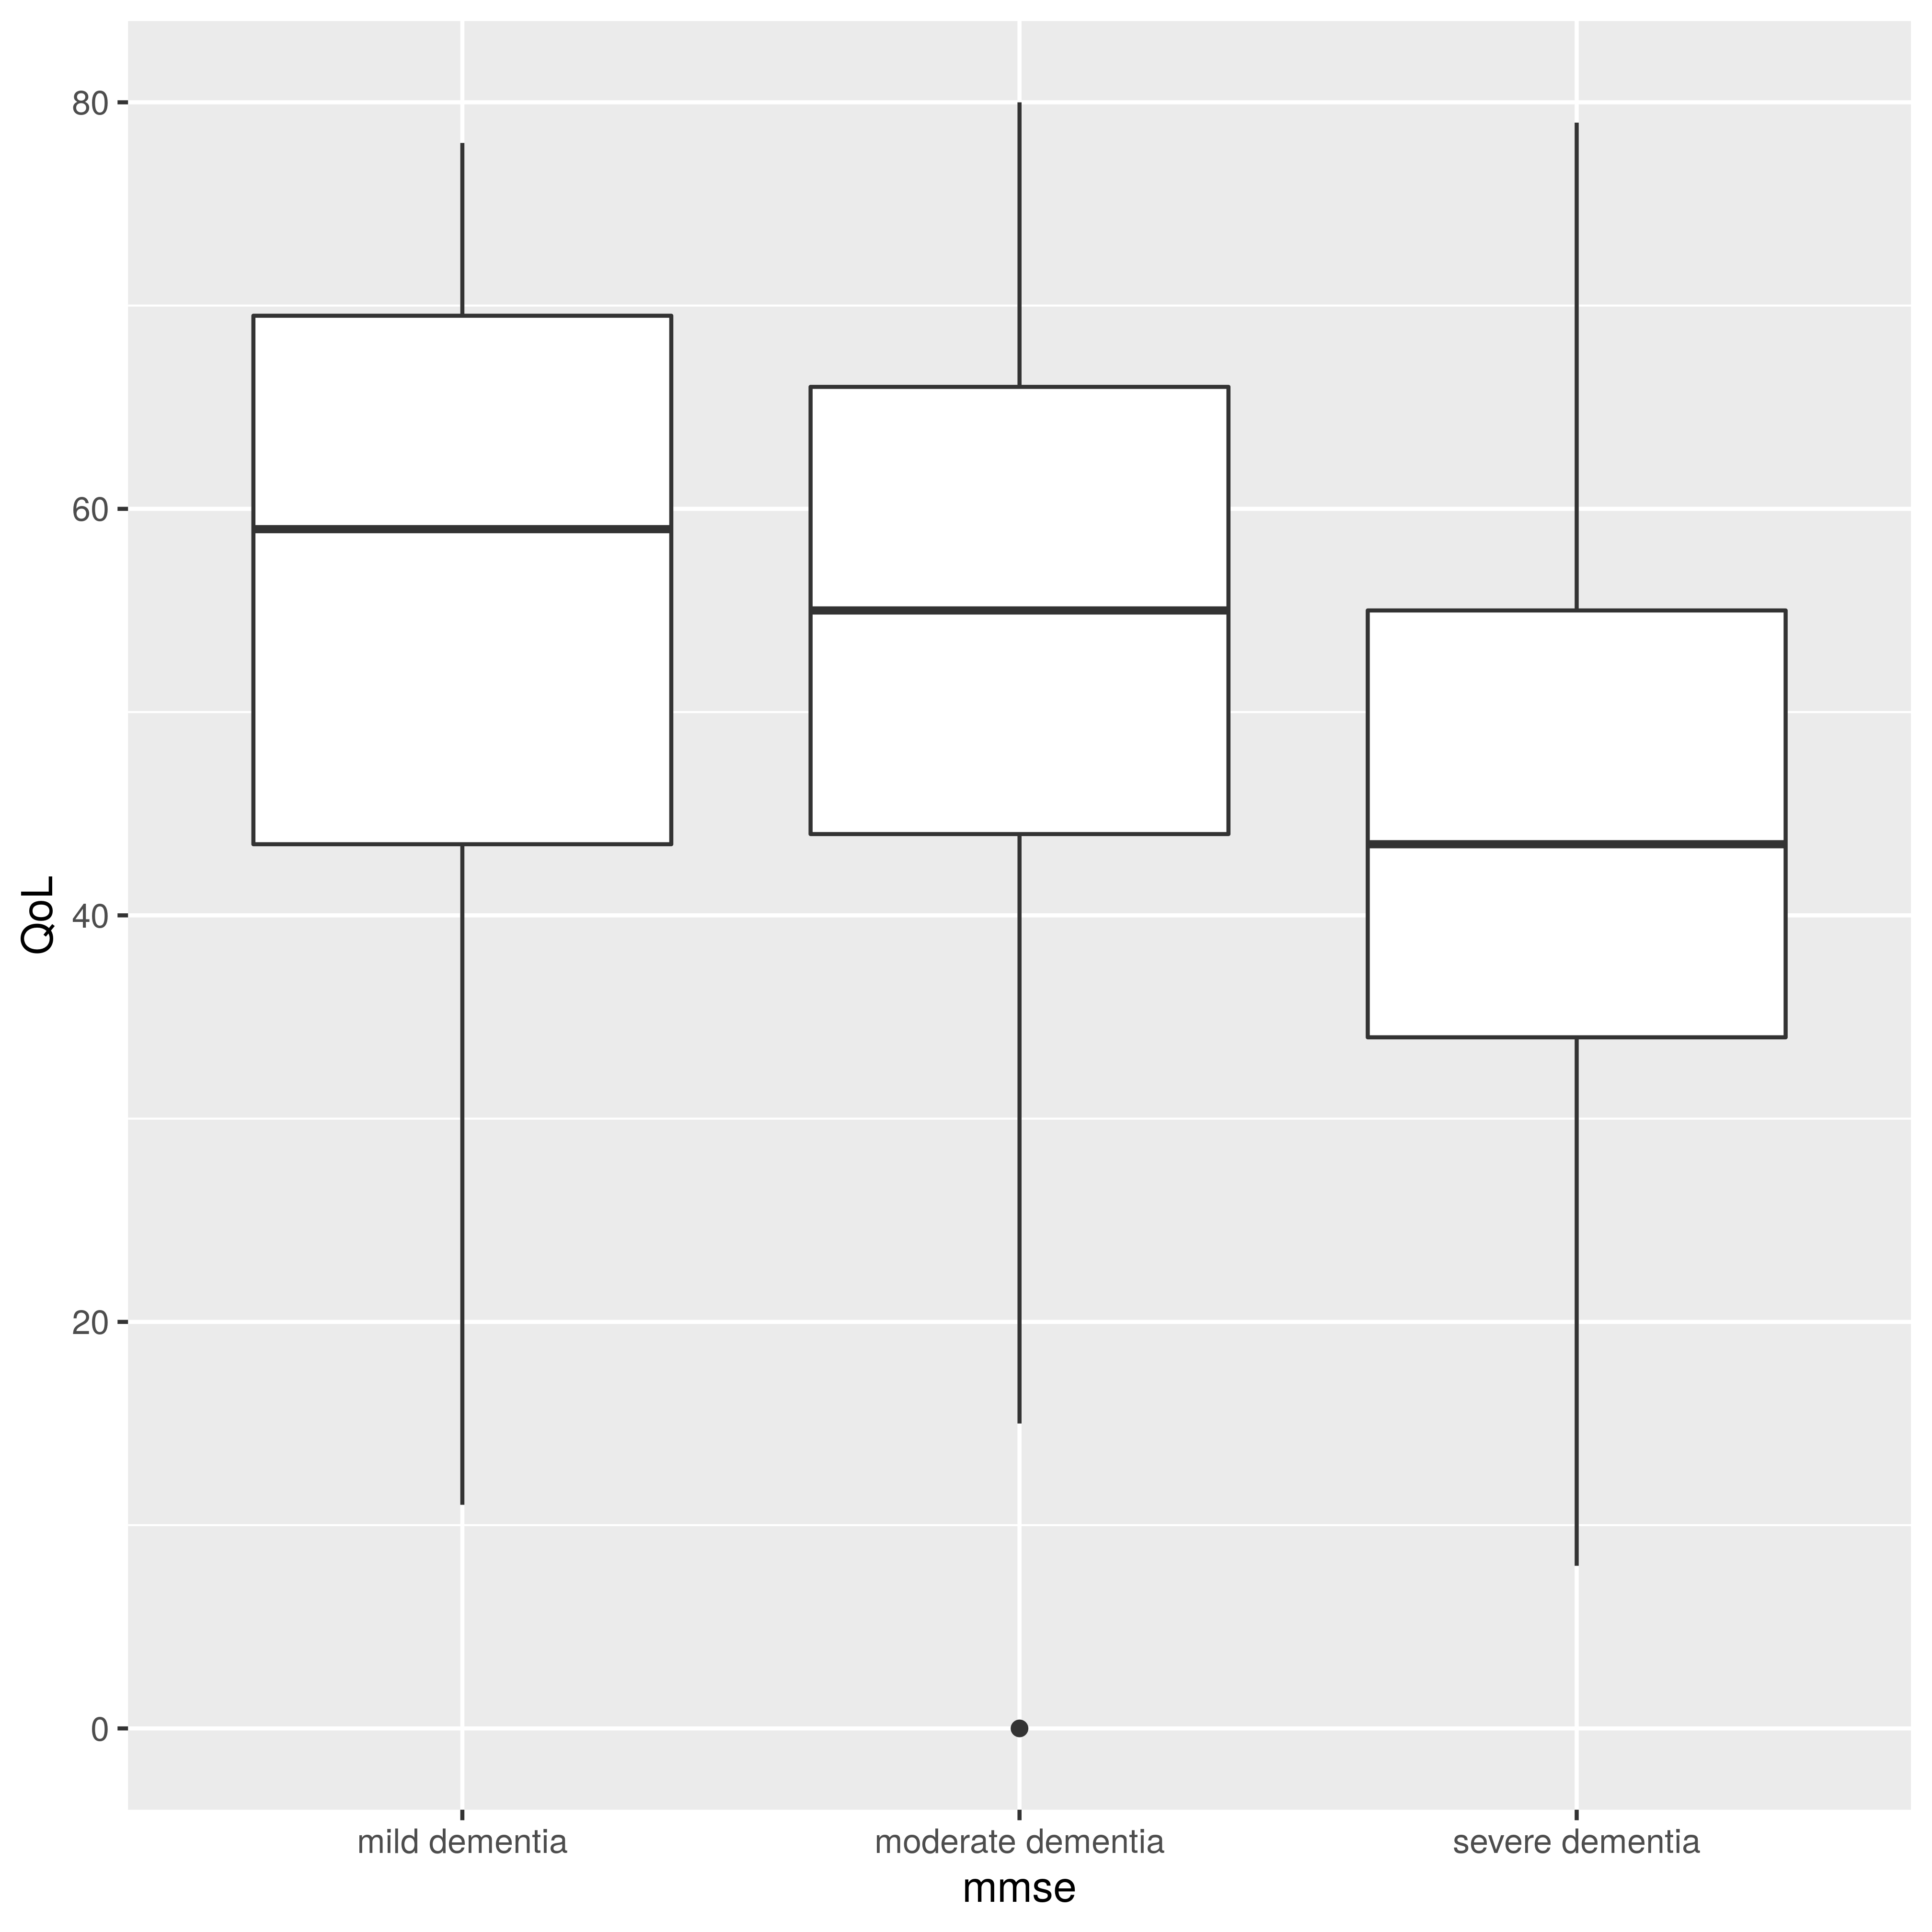 QoL
80
60
40
20
0
mild dementia
moderate dementia
severe dementia
mmse